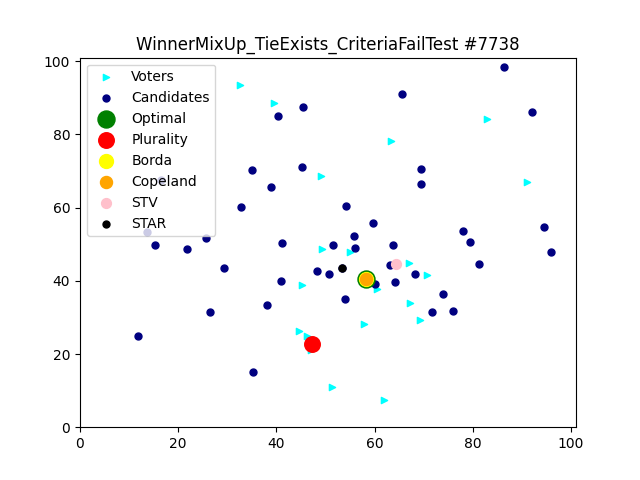 WinnerMixUp_TieExists_CriteriaFailTest #7738
100
80
60
40
20
0
Voters
Candidates
Optimal
Plurality
Borda
Copeland
STV
STAR
0 20 40 60 80 100